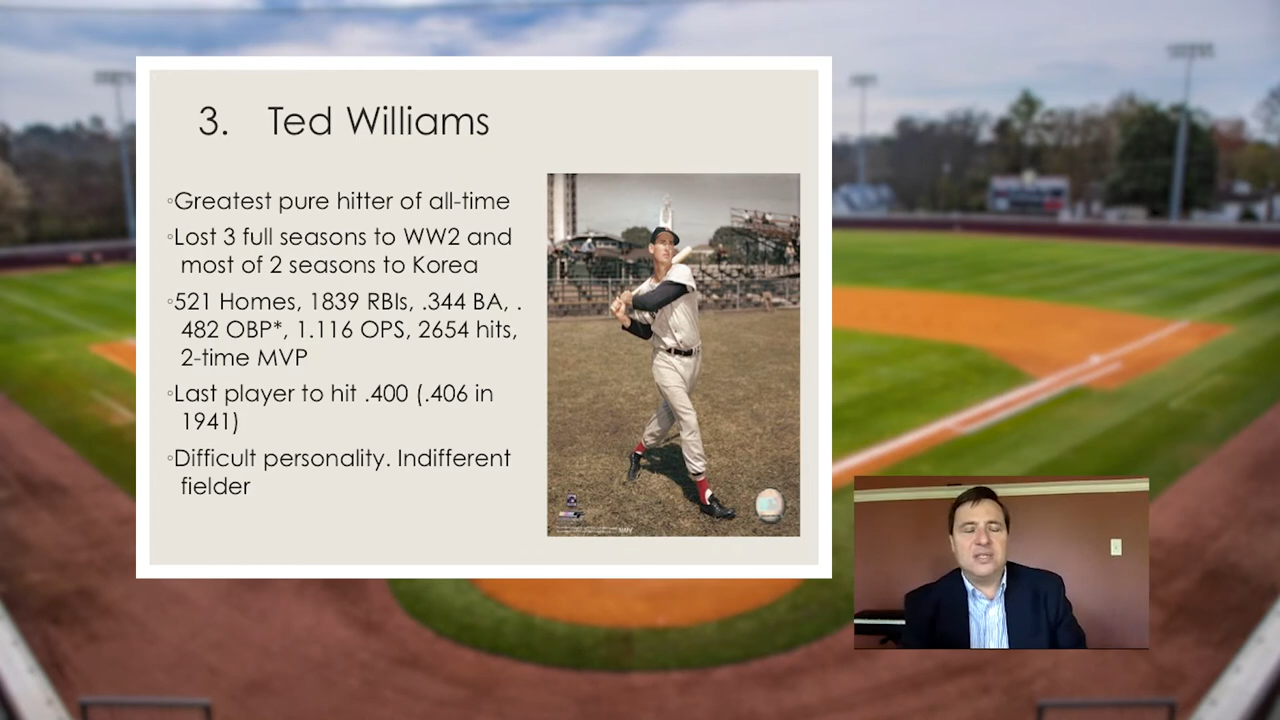 3. Ted Williams
◦Greatest pure hitter of all-time
◦Lost 3 full seasons to WW2 and
most of 2 seasons to Korea
◦521 Homes, 1839 RBIs, .344 BA, .
482 OBP*, 1.116 OPS, 2654 hits,
2-time MVP
◦Last player to hit .400 (.406 in
1941)
◦Difficult personality. Indifferent
fielder